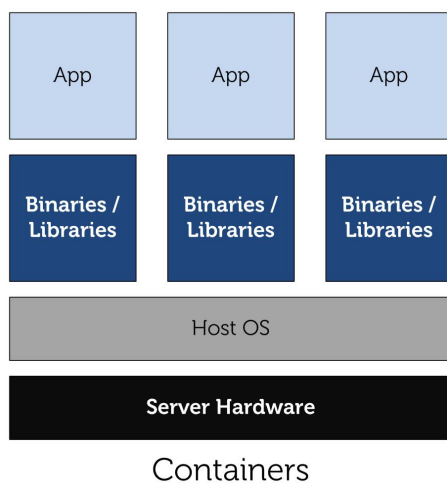 App App App
Binaries / Binaries / Binaries /
Libraries Libraries Libraries
Host OS
Server Hardware
Containers